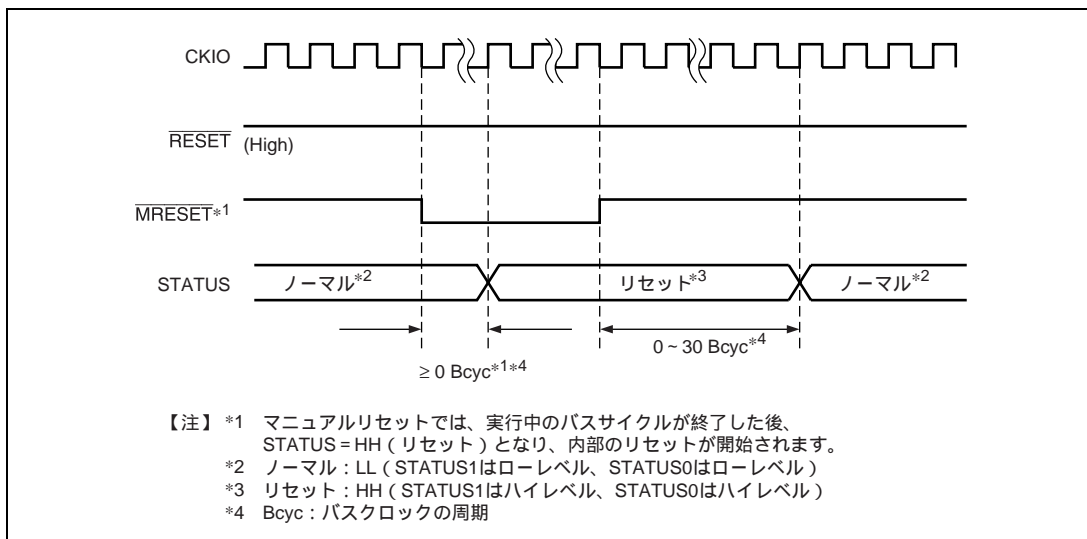 CKIO
RESET (High)
MRESET*1
STATUS ノーマル*2 リセット*3 ノーマル*2
0 ~ 30 Bcyc*4
≥ 0 Bcyc*1*4
【注】 *1 マニュアルリセットでは、実行中のバスサイクルが終了した後、
STATUS = HH ( リセット ) となり、内部のリセットが開始されます。
*2 ノーマル : LL ( STATUS1はローレベル、STATUS0はローレベル )
*3 リセット : HH ( STATUS1はハイレベル、STATUS0はハイレベル )
*4 Bcyc : バスクロックの周期